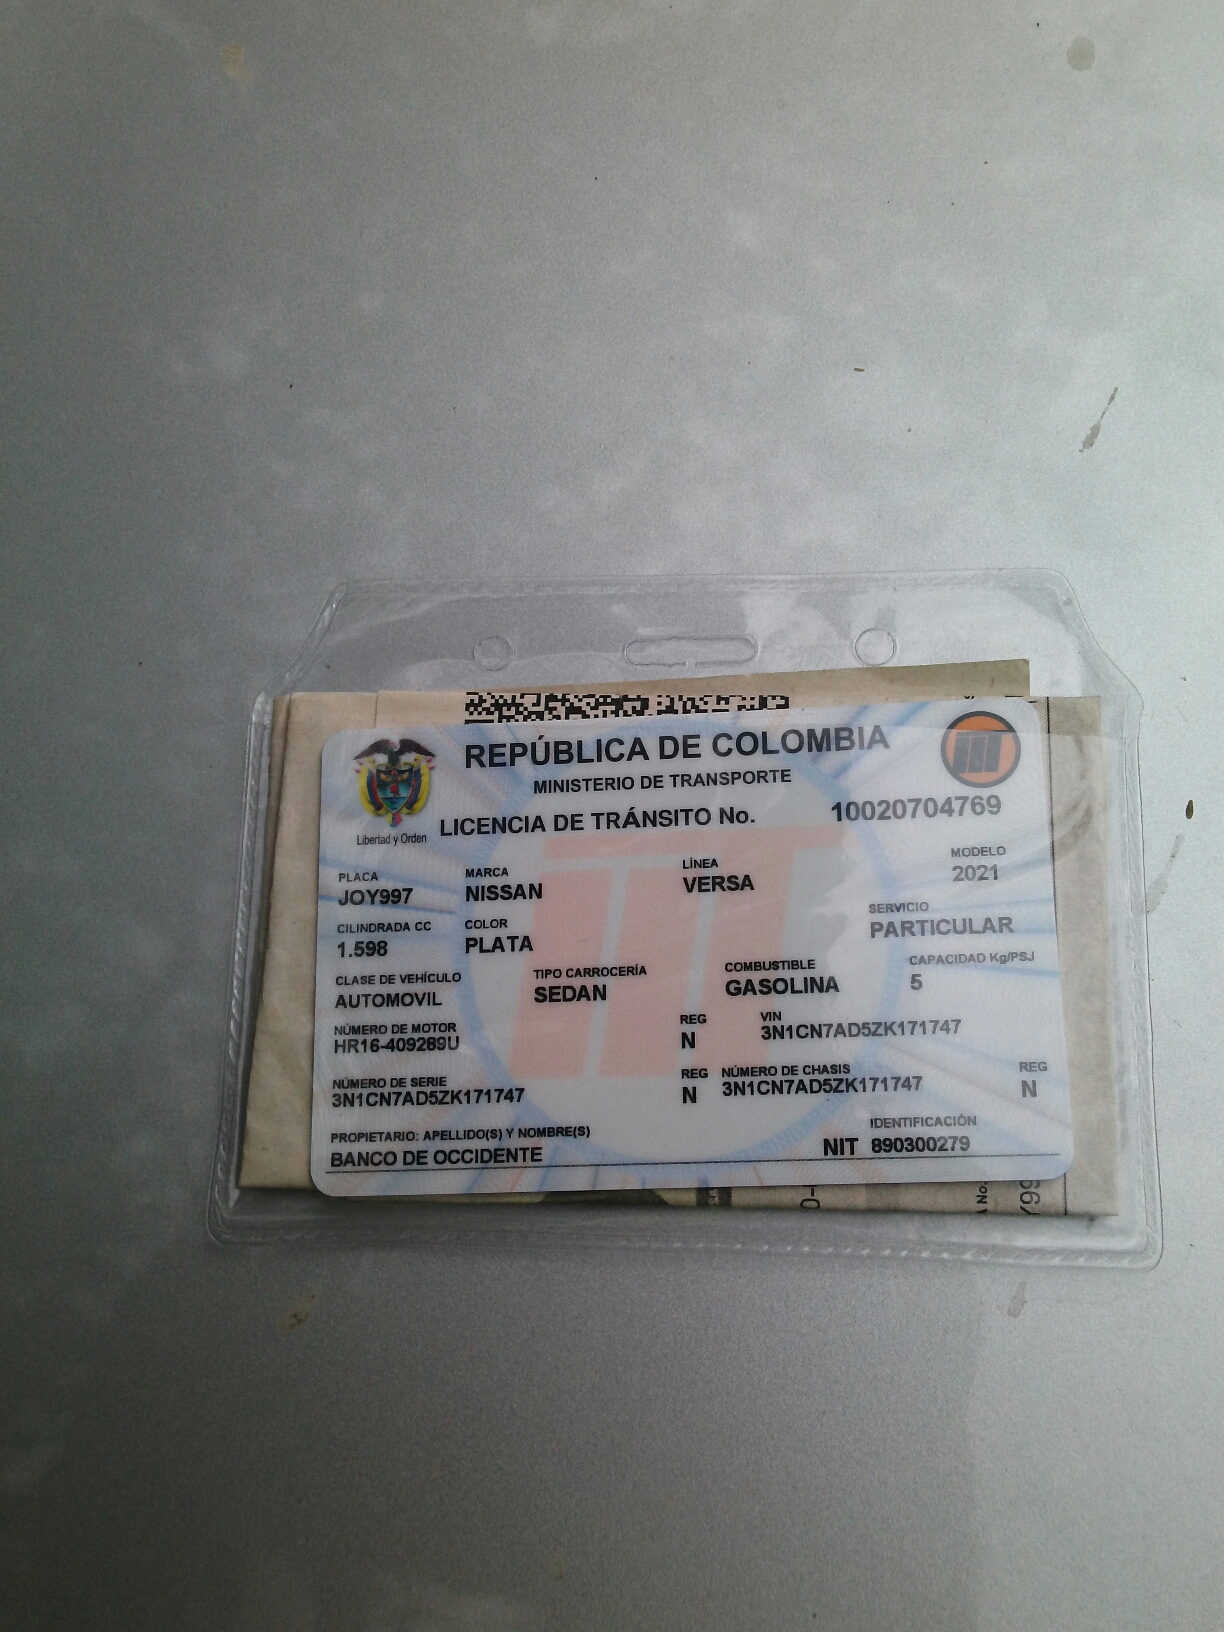 REPÚBLICA DE COLOMBIA
MINISTERIO DE TRANSPORTE
Libertad y Orden
LICENCIA DE TRÁNSITO No. 10020704769
PLACA MARCA LÍNEA MODELO
JOY997 NISSAN VERSA 2021
CILINDRADA CC COLOR SERVICIO
1.598 PLATA PARTICULAR
CLASE DE VEHÍCULO TIPO CARROCERÍA COMBUSTIBLE CAPACIDAD Kg/PSJ
AUTOMOVIL SEDAN GASOLINA 5
NÚMERO DE MOTOR REG VIN
HR16-409289U N 3N1CN7AD5ZK171747
NÚMERO DE SERIE REG NÚMERO DE CHASIS REG
3N1CN7AD5ZK171747 N 3N1CN7AD5ZK171747 N
PROPIETARIO: APELLIDO(S) Y NOMBRE(S) IDENTIFICACIÓN
BANCO DE OCCIDENTE NIT 890300279